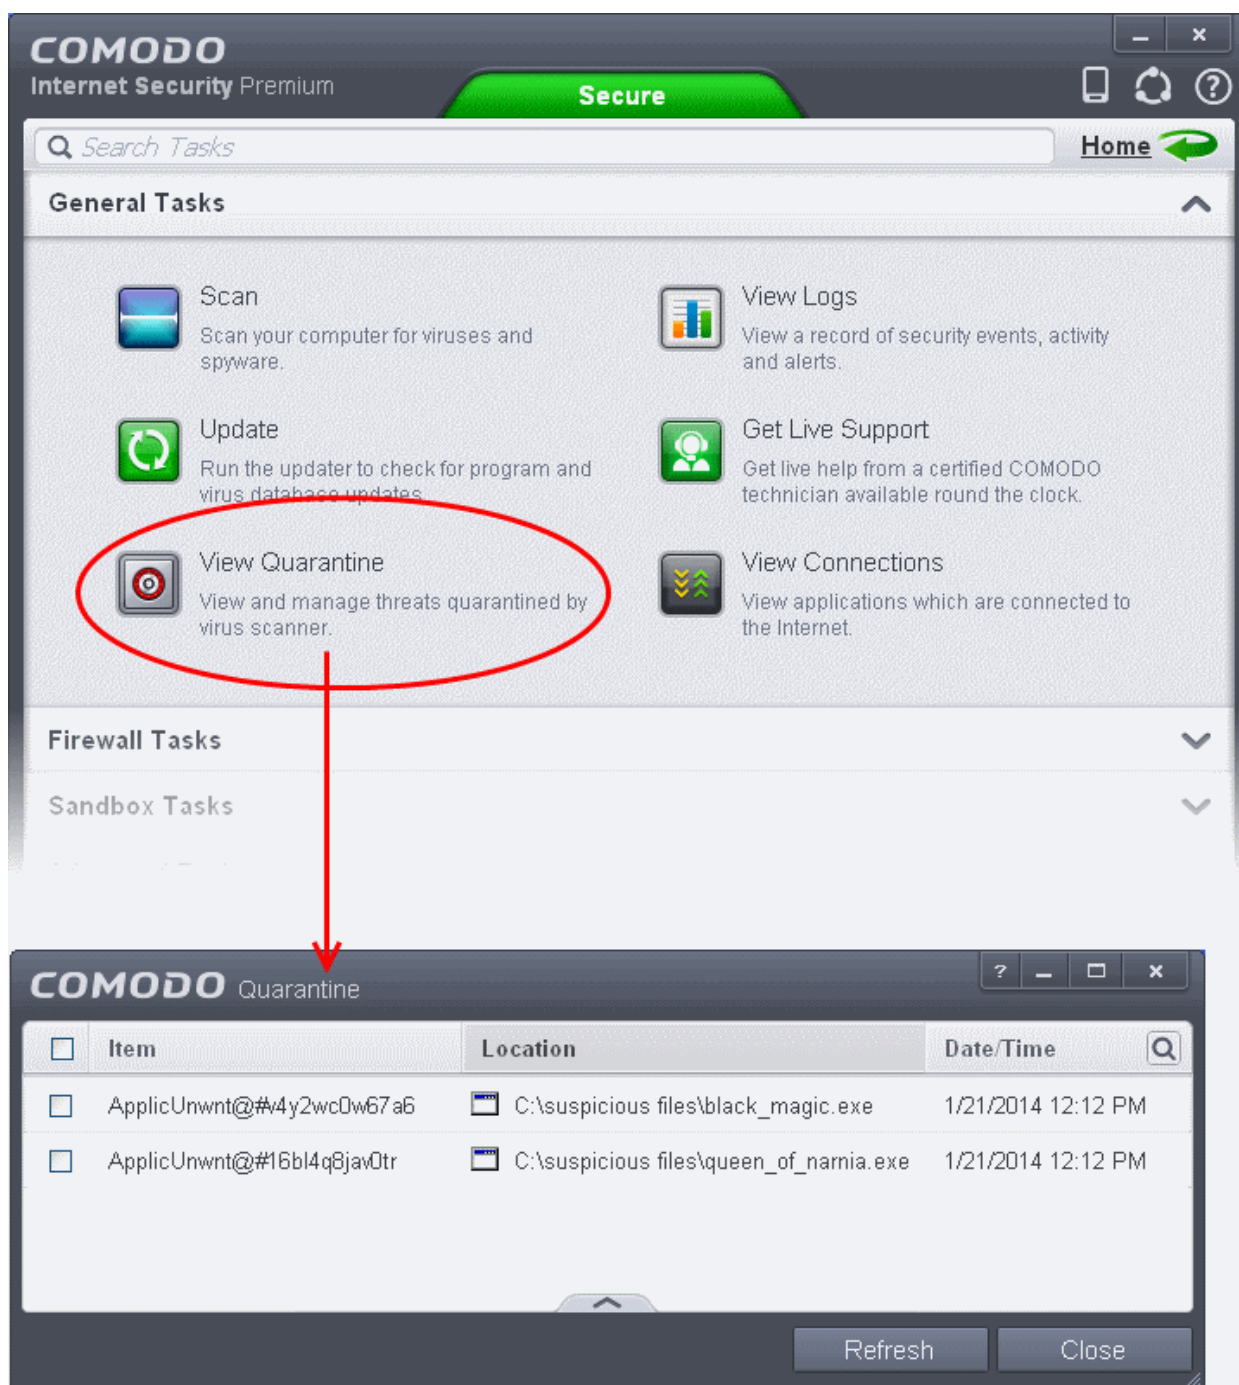 COMODO
Internet Security Premium
Secure
Search Tasks
Home
General Tasks
Scan
Scan your computer for viruses and
spyware.
View Logs
View a record of security events, activity
and alerts.
Update
Run the updater to check for program and
virus database updates.
Get Live Support
Get live help from a certified COMODO
technician available round the clock.
View Quarantine
View and manage threats quarantined by
virus scanner.
View Connections
View applications which are connected to
the Internet.
Firewall Tasks
Sandbox Tasks
COMODO Quarantine
Item Location Date/Time
ApplicUnwnt@#v4y2wc0w67a6 C:\suspicious files\black_magic.exe 1/21/2014 12:12 PM
ApplicUnwnt@#16bl4q8jav0tr C:\suspicious files\queen_of_narnia.exe 1/21/2014 12:12 PM
Refresh Close